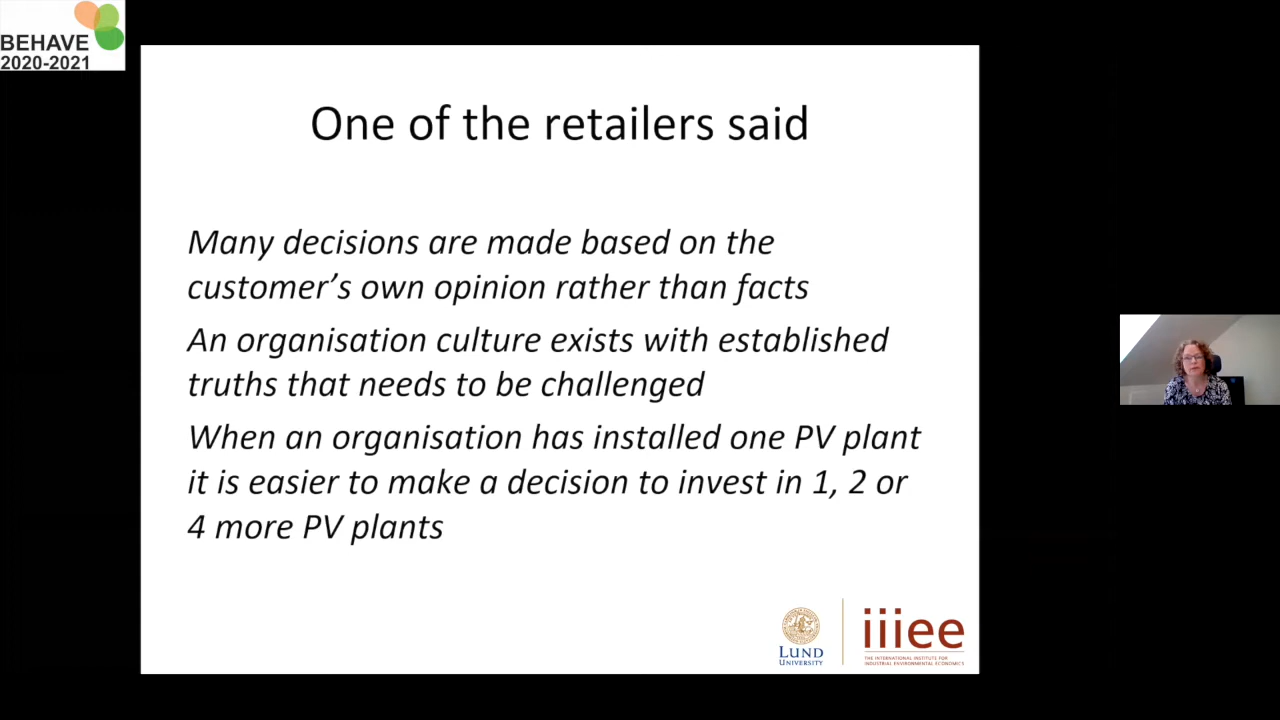 BEHAVE
2020-2021
One of the retailers said
Many decisions are made based on the
customer’s own opinion rather than facts
An organisation culture exists with established
truths that needs to be challenged
When an organisation has installed one PV plant
it is easier to make a decision to invest in 1, 2 or
4 more PV plants
LUND
UNIVERSITY
iiiee
THE INTERNATIONAL INSTITUTE FOR
INDUSTRIAL ENVIRONMENTAL ECONOMICS